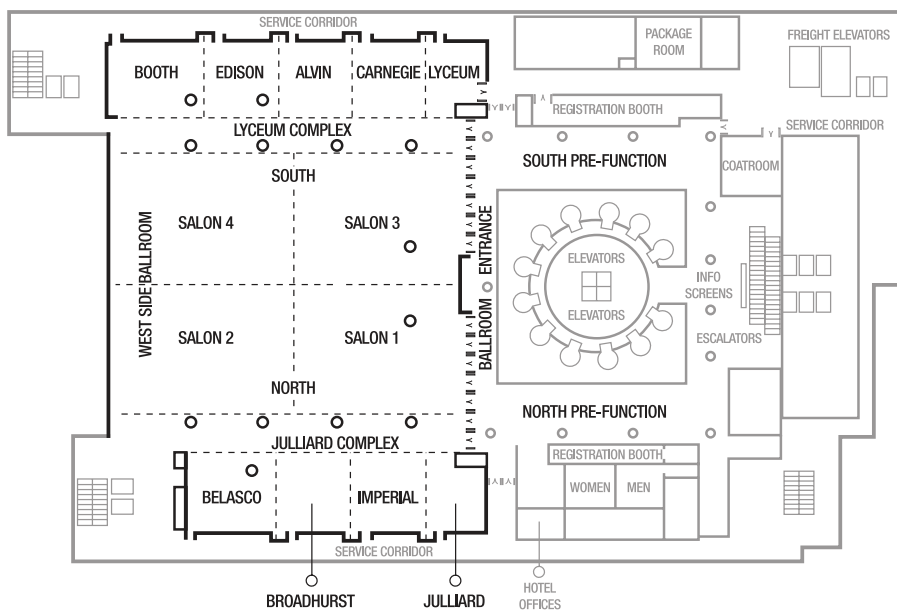 SERVICE CORRIDOR
PACKAGE
ROOM
FREIGHT ELEVATORS
BOOTH
EDISON
ALVIN
CARNEGIE
LYCEUM
REGISTRATION BOOTH
SERVICE CORRIDOR
LYCEUM COMPLEX
SOUTH PRE-FUNCTION
COATROOM
SOUTH
SALON 4
SALON 3
WEST SIDE BALLROOM
BALLROOM ENTRANCE
ELEVATORS
ELEVATORS
INFO
SCREENS
ESCALATORS
SALON 2
SALON 1
NORTH
NORTH PRE-FUNCTION
JULLIARD COMPLEX
REGISTRATION BOOTH
BELASCO
IMPERIAL
WOMEN
MEN
SERVICE CORRIDOR
BROADHURST
JULLIARD
HOTEL
OFFICES